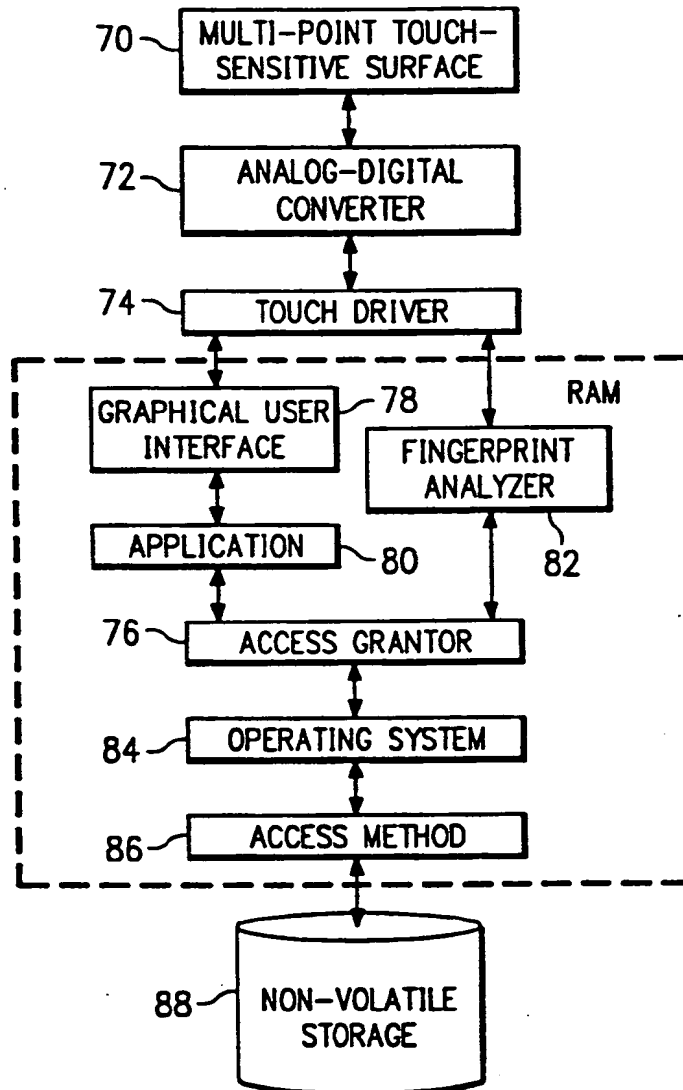 70
MULTI-POINT TOUCH-
SENSITIVE SURFACE
72
ANALOG-DIGITAL
CONVERTER
74
TOUCH DRIVER
RAM
GRAPHICAL USER
INTERFACE
78
FINGERPRINT
ANALYZER
82
APPLICATION
80
76
ACCESS GRANTOR
84
OPERATING SYSTEM
86
ACCESS METHOD
88
NON-VOLATILE
STORAGE